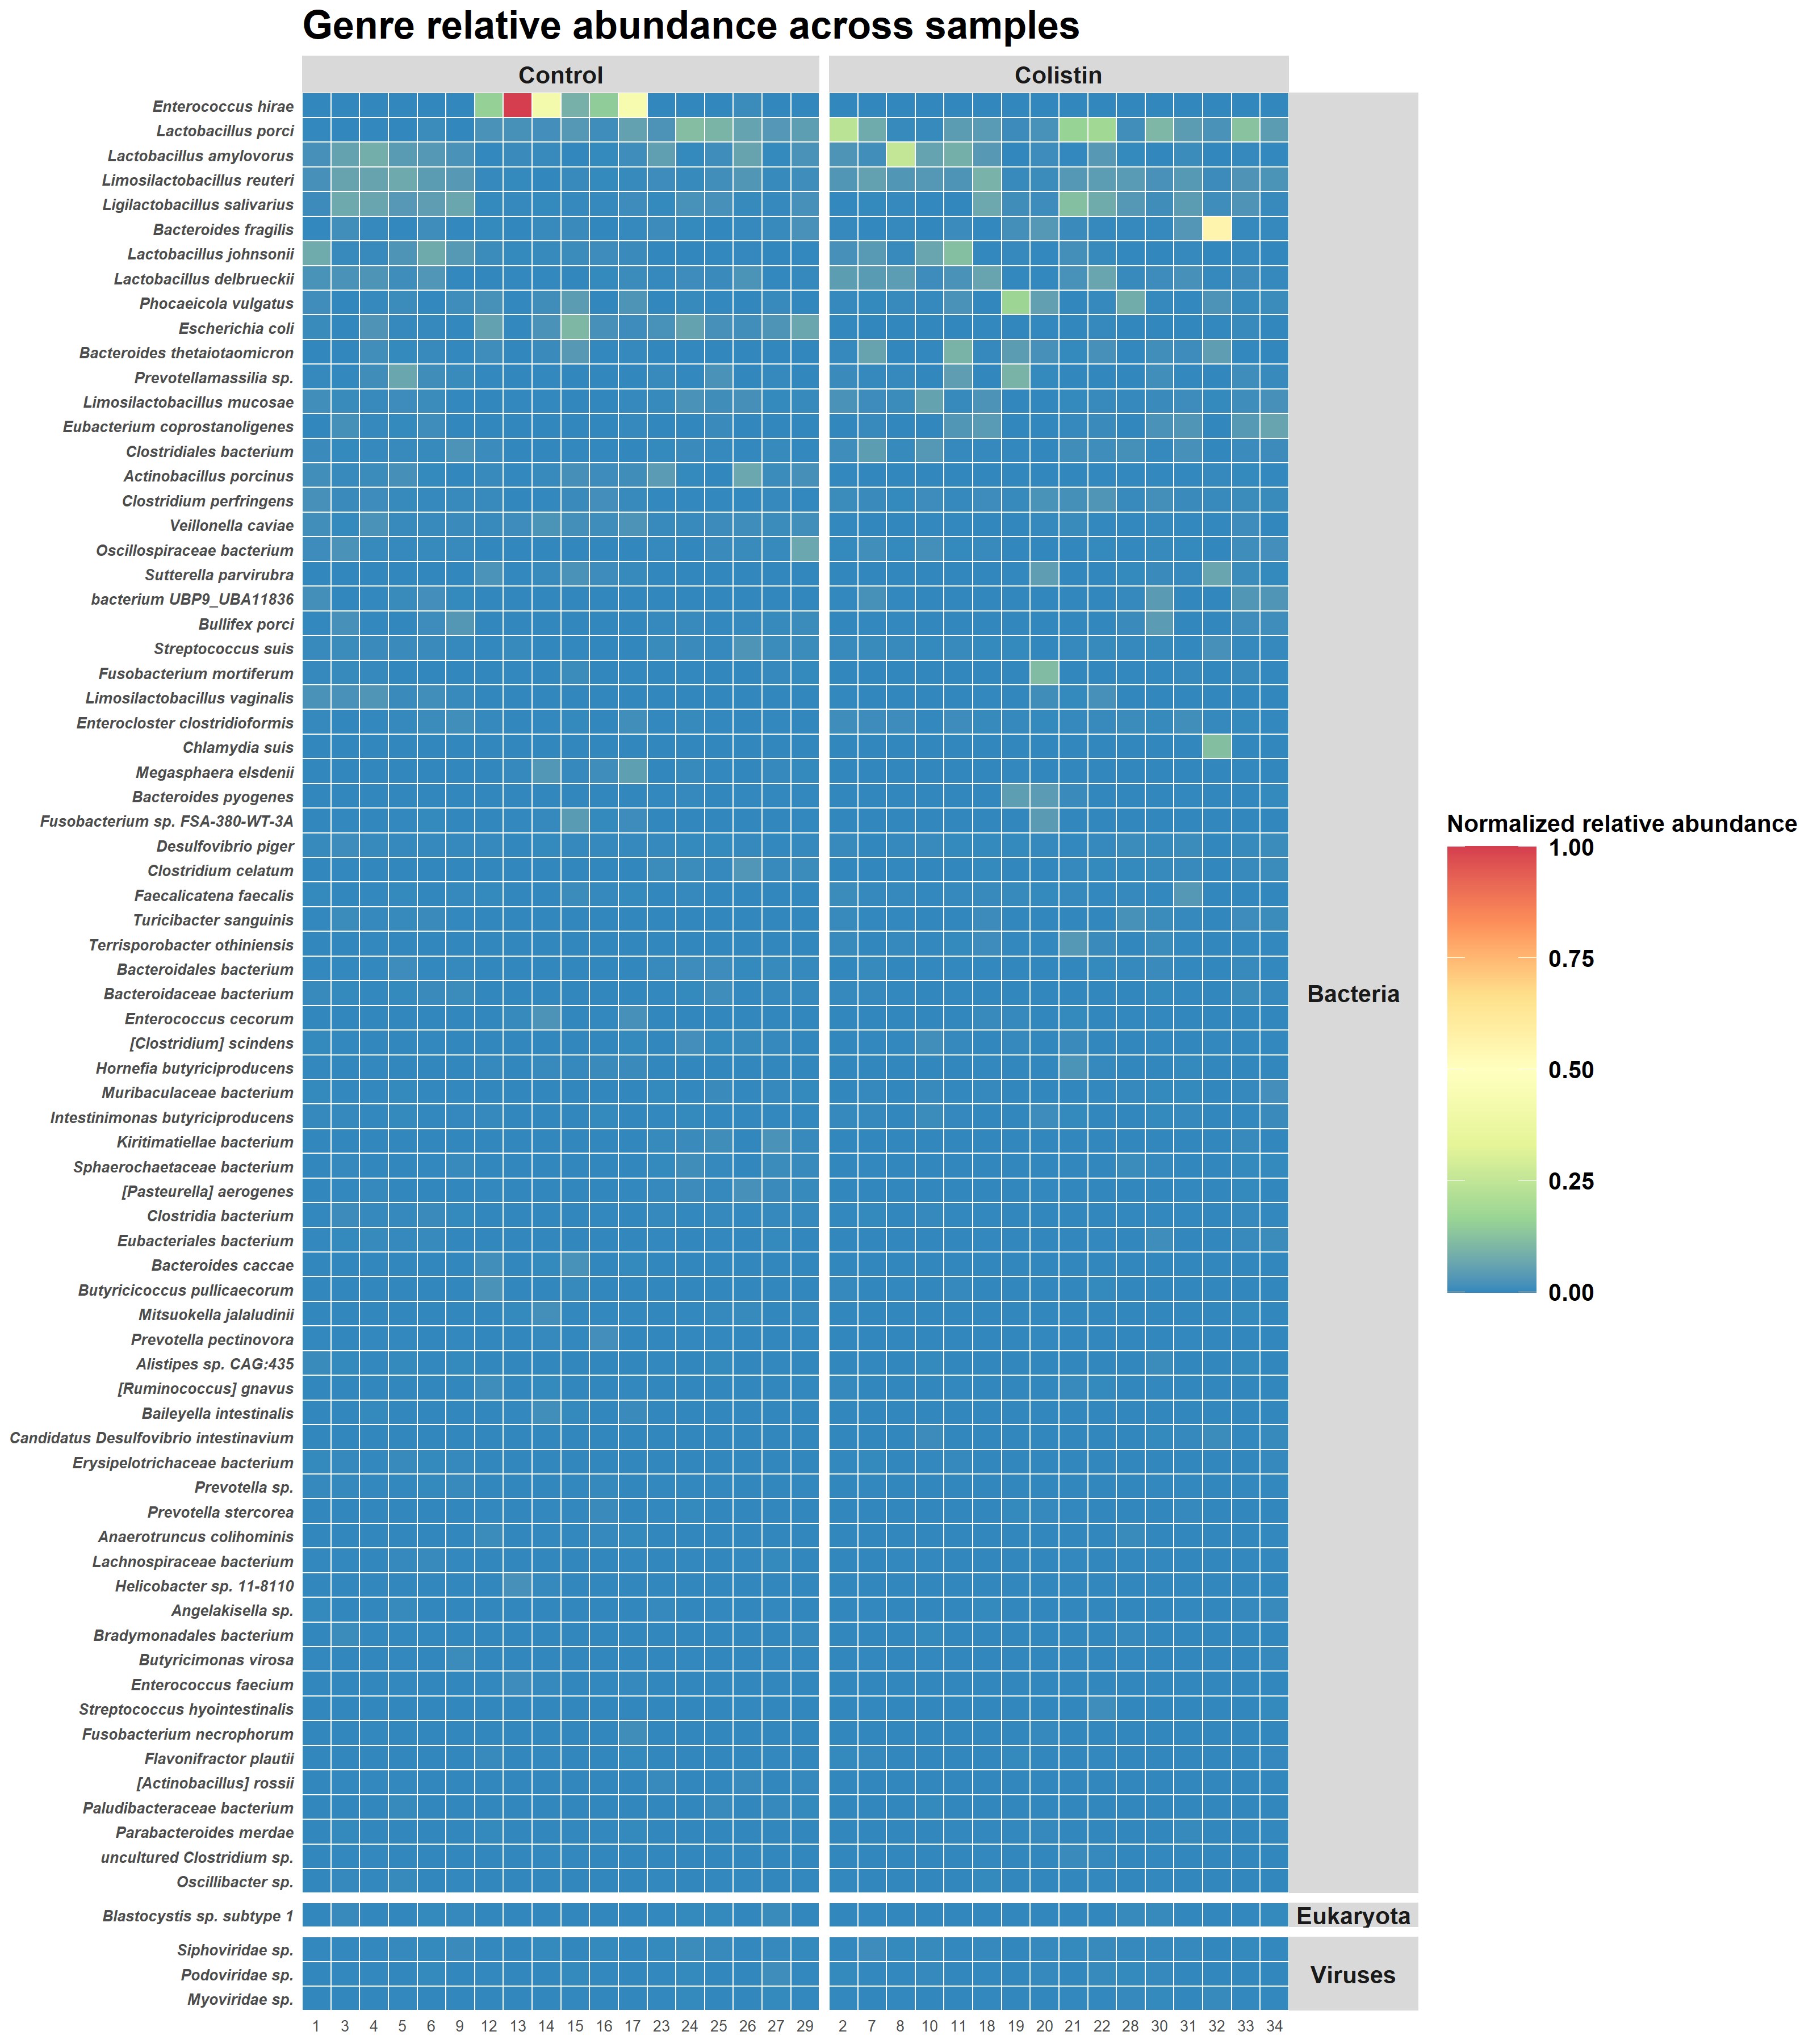 Genre relative abundance across samples
Control
Colistin
Enterococcus hirae
Lactobacillus porci
Lactobacillus amylovorus
Limosilactobacillus reuteri
Ligilactobacillus salivarius
Bacteroides fragilis
Lactobacillus johnsonii
Lactobacillus delbrueckii
Phocaeicola vulgatus
Escherichia coli
Bacteroides thetaiotaomicron
Prevotellamassilia sp.
Limosilactobacillus mucosae
Eubacterium coprostanoligenes
Clostridiales bacterium
Actinobacillus porcinus
Clostridium perfringens
Veillonella caviae
Oscillospiraceae bacterium
Sutterella parvirubra
bacterium UBP9_UBA11836
Bullifex porci
Streptococcus suis
Fusobacterium mortiferum
Limosilactobacillus vaginalis
Enterocloster clostridioformis
Chlamydia suis
Megasphaera elsdenii
Bacteroides pyogenes
Fusobacterium sp. FSA-380-WT-3A
Desulfovibrio piger
Clostridium celatum
Faecalicatena faecalis
Turicibacter sanguinis
Terrisporobacter othiniensis
Bacteroidales bacterium
Bacteroidaceae bacterium
Enterococcus cecorum
[Clostridium] scindens
Hornefia butyriciproducens
Muribaculaceae bacterium
Intestinimonas butyriciproducens
Kiritimatiellae bacterium
Sphaerochaetaceae bacterium
[Pasteurella] aerogenes
Clostridia bacterium
Eubacteriales bacterium
Bacteroides caccae
Butyricicoccus pullicaecorum
Mitsuokella jalaludinii
Prevotella pectinovora
Alistipes sp. CAG:435
[Ruminococcus] gnavus
Baileyella intestinalis
Candidatus Desulfovibrio intestinavium
Erysipelotrichaceae bacterium
Prevotella sp.
Prevotella stercorea
Anaerotruncus colihominis
Lachnospiraceae bacterium
Helicobacter sp. 11-8110
Angelakisella sp.
Bradymonadales bacterium
Butyricimonas virosa
Enterococcus faecium
Streptococcus hyointestinalis
Fusobacterium necrophorum
Flavonifractor plautii
[Actinobacillus] rossii
Paludibacteraceae bacterium
Parabacteroides merdae
uncultured Clostridium sp.
Oscillibacter sp.
Blastocystis sp. subtype 1
Siphoviridae sp.
Podoviridae sp.
Myoviridae sp.
1 3 4 5 6 9 12 13 14 15 16 17 23 24 25 26 27 29
2 7 8 10 11 18 19 20 21 22 28 30 31 32 33 34
Bacteria
Eukaryota
Viruses
Normalized relative abundance
1.00
0.75
0.50
0.25
0.00